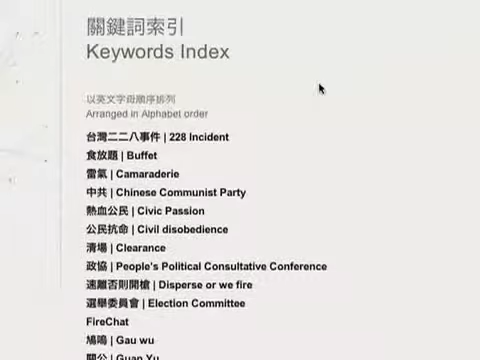 關鍵詞索引
Keywords Index
以英文字母順序排列
Arranged in Alphabet order
台灣二二八事件 | 228 Incident
食放題 | Buffet
雷氣 | Camaraderie
中共 | Chinese Communist Party
熱血公民 | Civic Passion
公民抗命 | Civil disobedience
清場 | Clearance
政協 | People's Political Consultative Conference
速離否則開槍 | Disperse or we fire
選舉委員會 | Election Committee
FireChat
鳩嗚 | Gau wu
關公 | Guan Yu